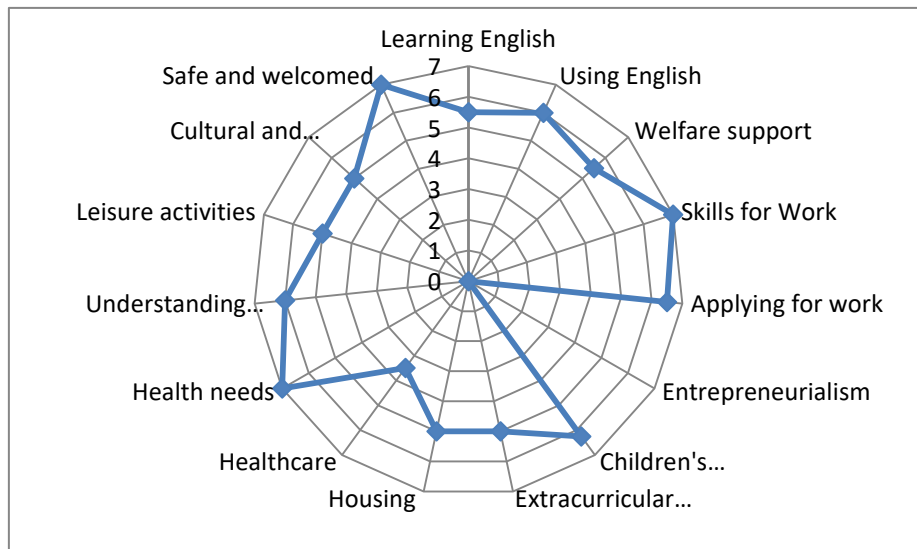 Learning English
Using English
Welfare support
Skills for Work
Applying for work
Entrepreneurialism
Children's...
Extracurricular...
Housing
Healthcare
Health needs
Understanding...
Leisure activities
Cultural and...
Safe and welcomed
7
6
5
4
3
2
1
0